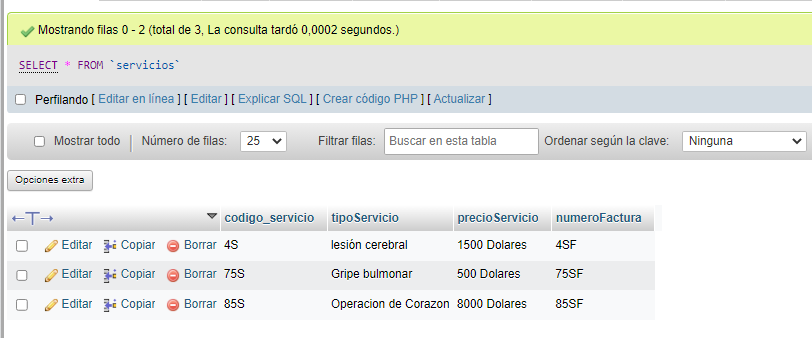 Mostrando filas 0 - 2 (total de 3, La consulta tardó 0,0002 segundos.)
SELECT * FROM `servicios`
Perfilando [ Editar en línea ] [ Editar ] [ Explicar SQL ] [ Crear código PHP ] [ Actualizar ]
Mostrar todo | Número de filas: 25 Filtrar filas: Buscar en esta tabla Ordenar según la clave: Ninguna
Opciones extra
←T→ codigo_servicio tipoServicio precioServicio numeroFactura
Editar Copiar Borrar 4S lesión cerebral 1500 Dolares 4SF
Editar Copiar Borrar 75S Gripe bulmonar 500 Dolares 75SF
Editar Copiar Borrar 85S Operacion de Corazon 8000 Dolares 85SF